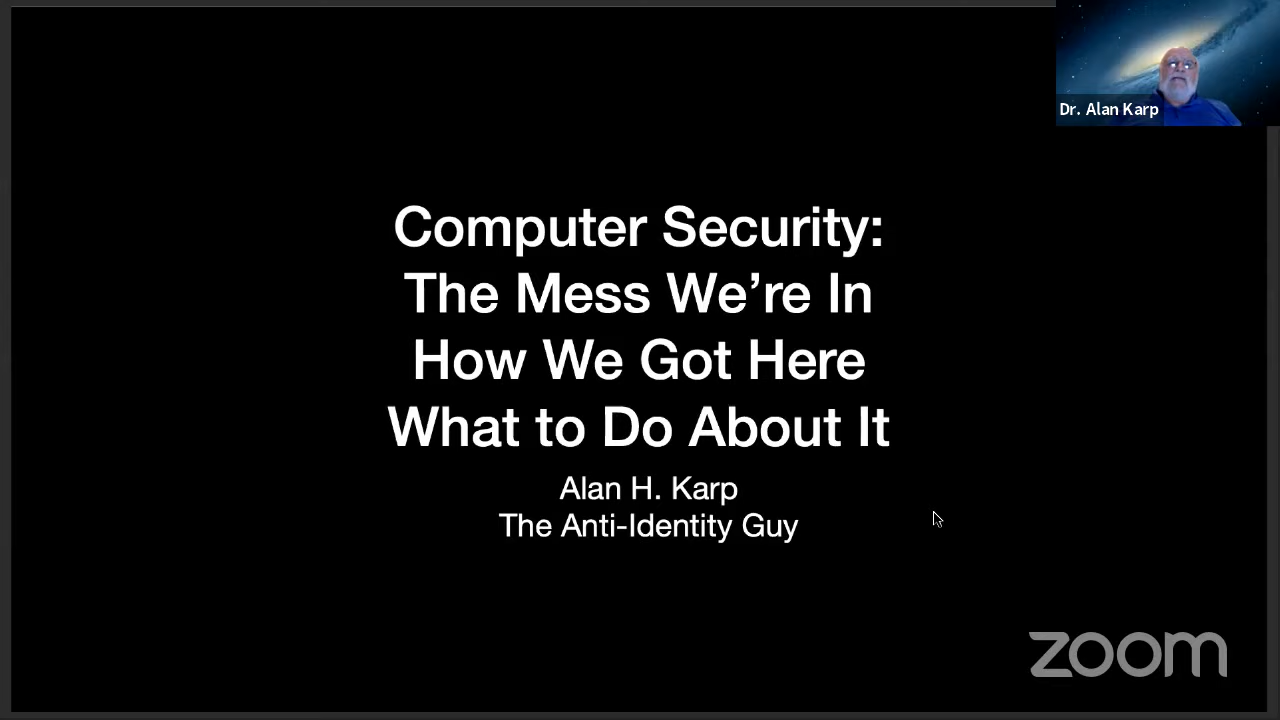 Dr. Alan Karp
Computer Security:
The Mess We’re In
How We Got Here
What to Do About It
Alan H. Karp
The Anti-Identity Guy
zoom